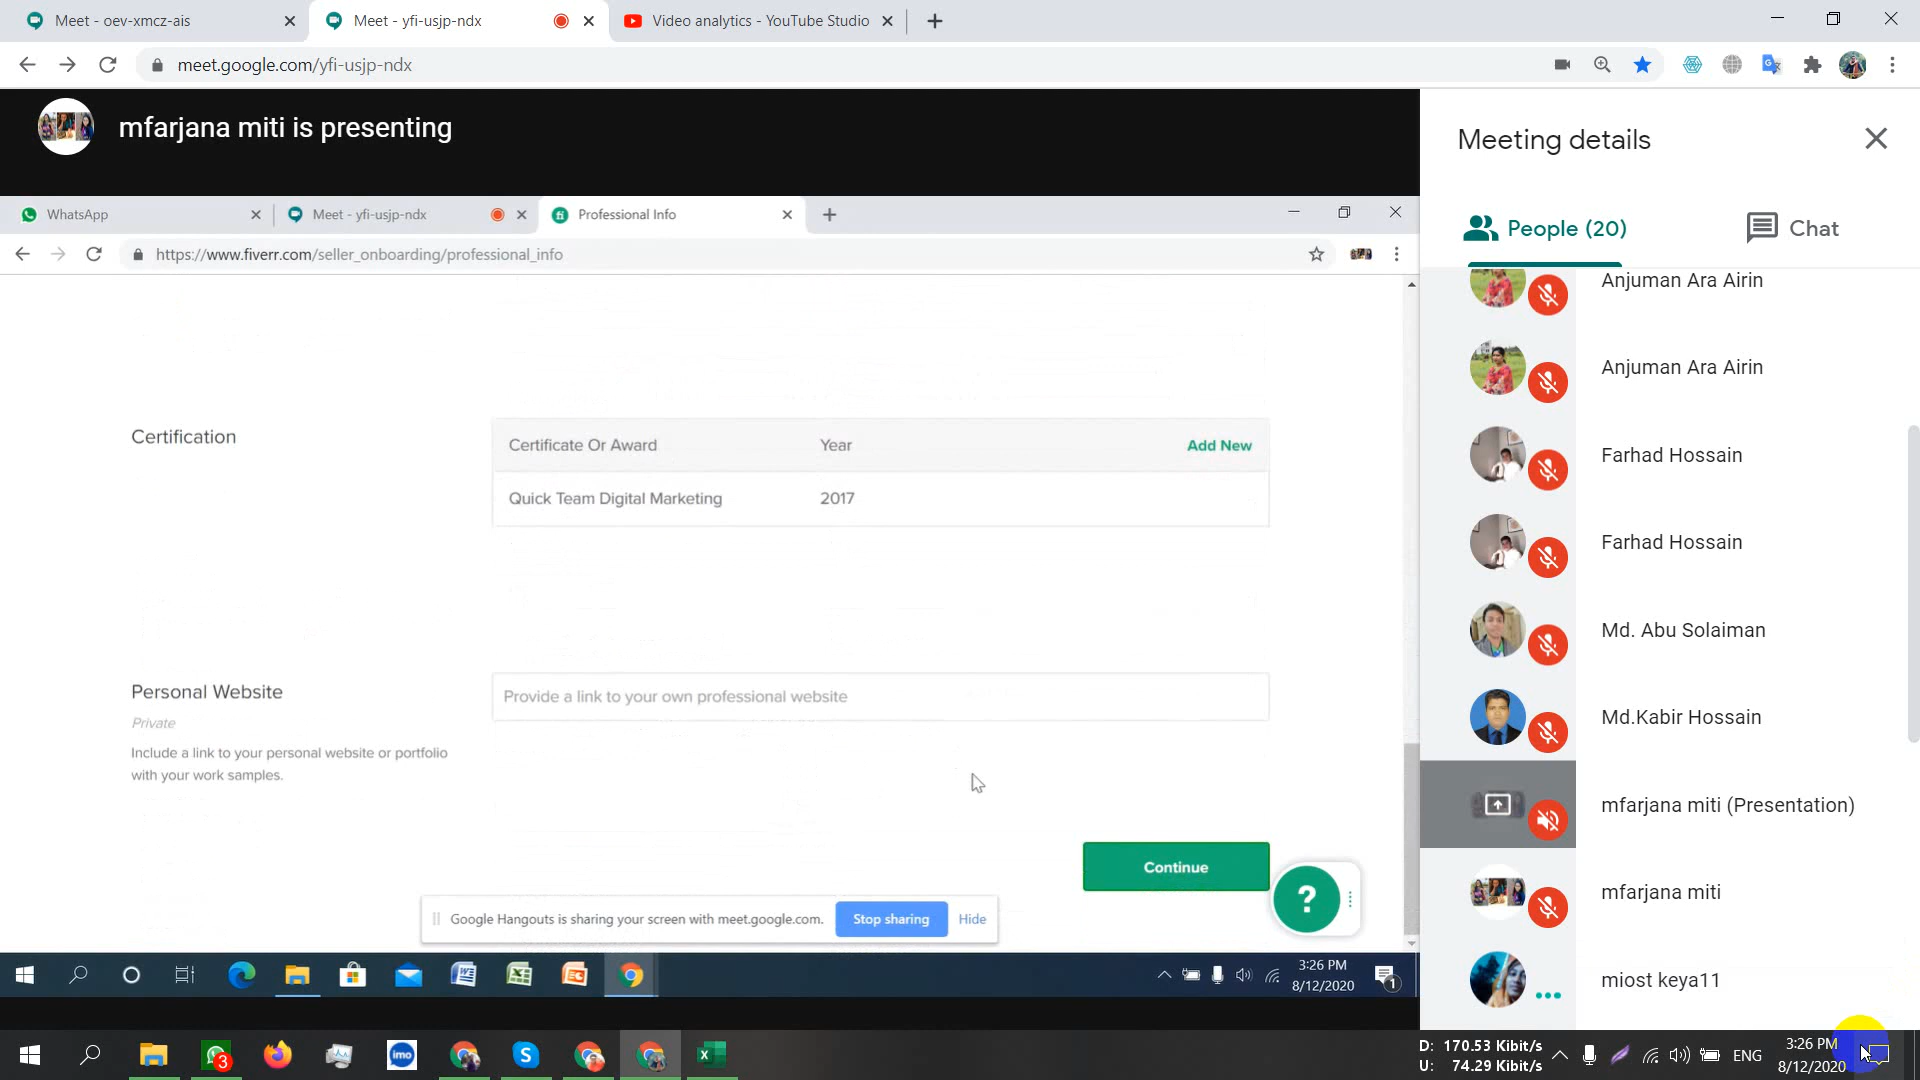 Meet - oev-xmcz-ais
Meet - yfi-usjp-ndx
Video analytics - YouTube Studio
meet.google.com/yfi-usjp-ndx
mfarjana miti is presenting
WhatsApp
Meet - yfi-usjp-ndx
Professional Info
https://www.fiverr.com/seller_onboarding/professional_info
Certification
Certificate Or Award Year Add New
Quick Team Digital Marketing 2017
Personal Website
Private
Include a link to your personal website or portfolio
with your work samples.
Provide a link to your own professional website
Continue
?
Google Hangouts is sharing your screen with meet.google.com.
Stop sharing
Hide
3:26 PM
8/12/2020
1
Meeting details
People (20)
Chat
Anjuman Ara Airin
Anjuman Ara Airin
Farhad Hossain
Farhad Hossain
Md. Abu Solaiman
Md.Kabir Hossain
mfarjana miti (Presentation)
mfarjana miti
miost keya11
3
imo
D: 170.53 Kibit/s
U: 74.29 Kibit/s
ENG
3:26 PM
8/12/2020